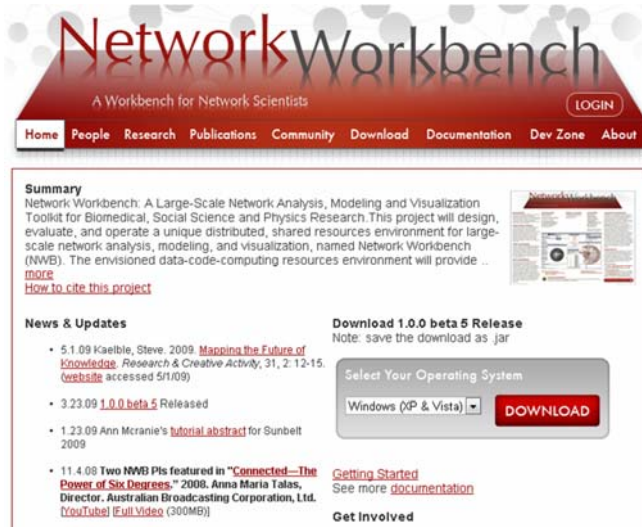 NetworkWorkbench
A Workbench for Network Scientists
LOGIN
Home People Research Publications Community Download Documentation Dev Zone About
Summary
Network Workbench: A Large-Scale Network Analysis, Modeling and Visualization
Toolkit for Biomedical, Social Science and Physics Research.This project will design,
evaluate, and operate a unique distributed, shared resources environment for large-
scale network analysis, modeling, and visualization, named Network Workbench
(NWB). The envisioned data-code-computing resources environment will provide ..
more
How to cite this project
NetworkWorkbench
News & Updates
• 5.1.09 Kaelble, Steve. 2009. Mapping the Future of
Knowledge. Research & Creative Activity, 31, 2: 12-15.
(website accessed 5/1/09)
• 3.23.09 1.0.0 beta 5 Released
• 1.23.09 Ann Mcranie's tutorial abstract for Sunbelt
2009
• 11.4.08 Two NWB PIs featured in "Connected—The
Power of Six Degrees." 2008. Anna Maria Talas,
Director. Australian Broadcasting Corporation, Ltd.
[YouTube] [Full Video (300MB)]
Download 1.0.0 beta 5 Release
Note: save the download as .jar
Select Your Operating System
Windows (XP & Vista)
DOWNLOAD
Getting Started
See more documentation
Get Involved